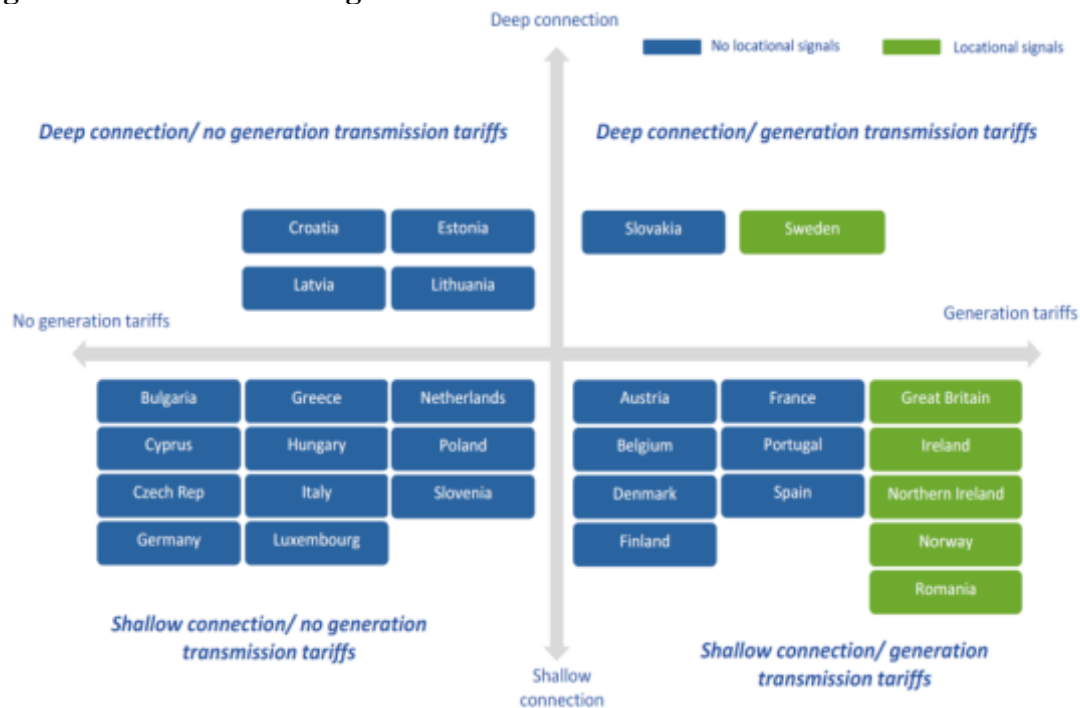 Deep connection
No locational signals
Locational signals
Deep connection/ no generation transmission tariffs
Deep connection/ generation transmission tariffs
Croatia
Estonia
Slovakia
Sweden
Latvia
Lithuania
No generation tariffs
Generation tariffs
Bulgaria
Greece
Netherlands
Austria
France
Great Britain
Cyprus
Hungary
Poland
Belgium
Portugal
Ireland
Czech Rep
Italy
Slovenia
Denmark
Spain
Northern Ireland
Germany
Luxembourg
Finland
Norway
Romania
Shallow connection/ no generation
transmission tariffs
Shallow connection/ generation
transmission tariffs
Shallow
connection